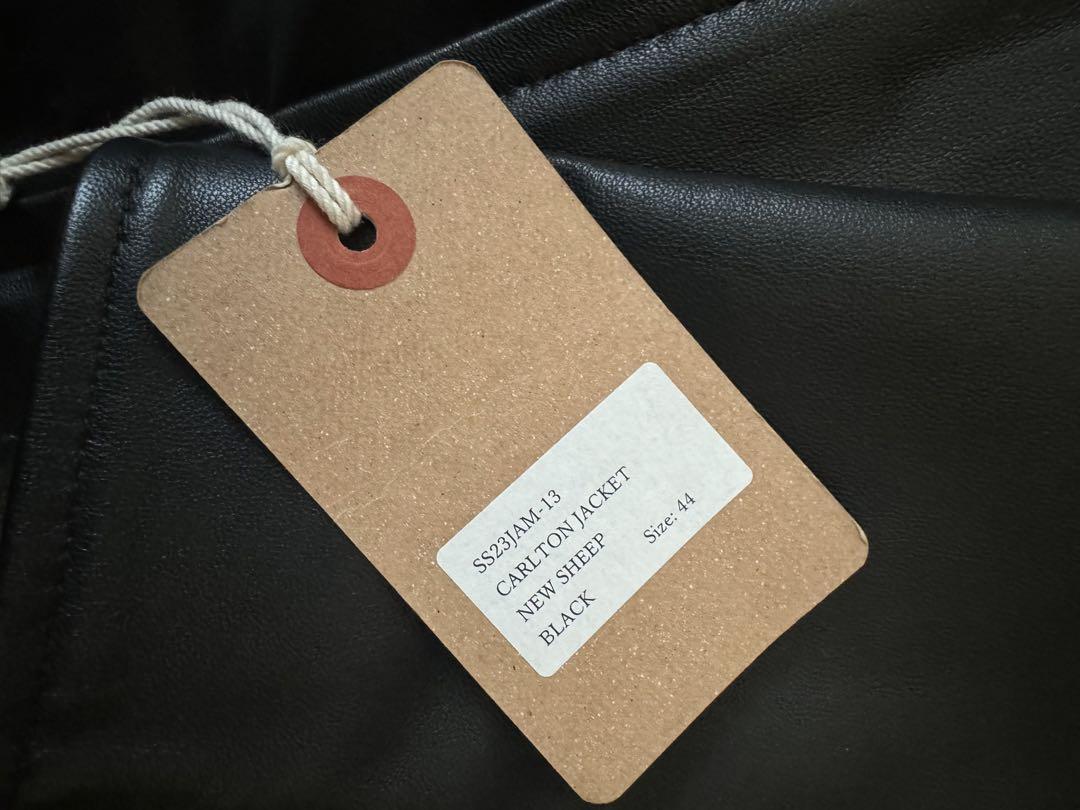 SS23JAM-13
CARLTON JACKET
NEW SHEEP
BLACK
Size: 44